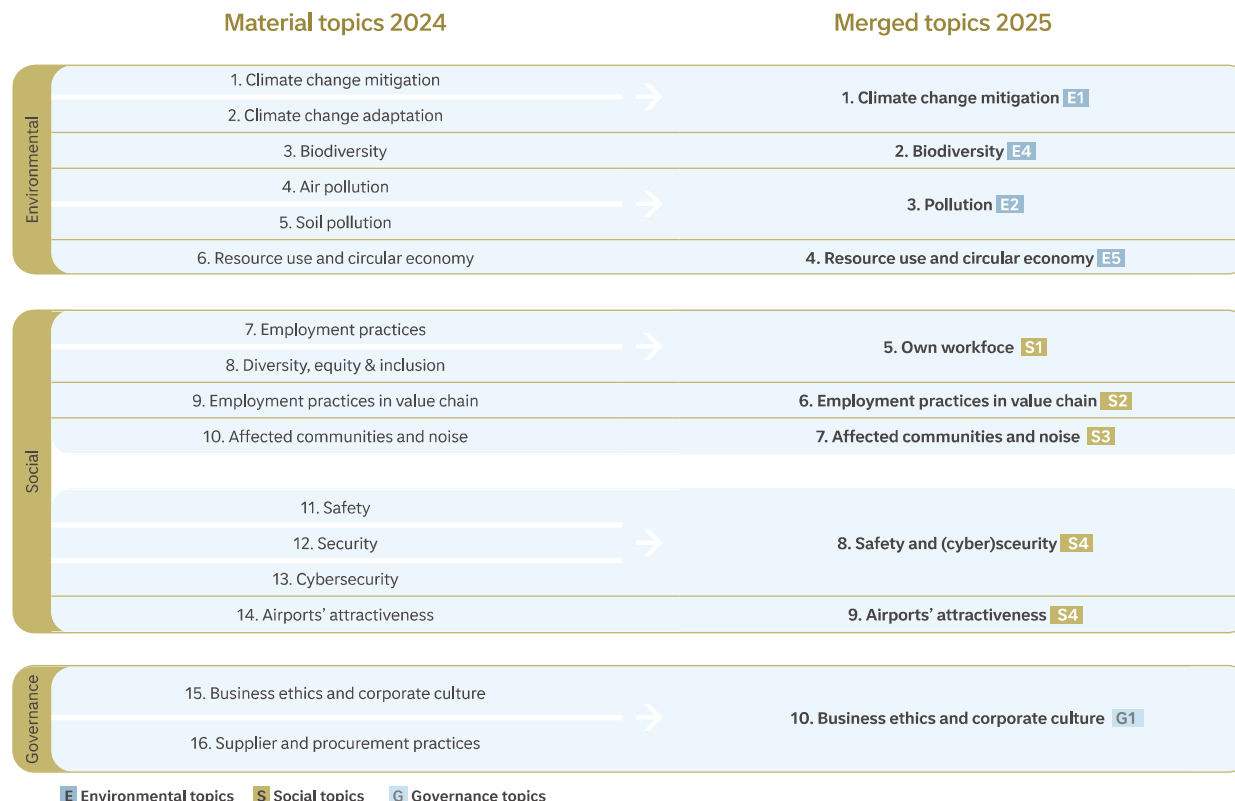 Material topics 2024
Merged topics 2025
Environmental
1. Climate change mitigation
2. Climate change adaptation
1. Climate change mitigation E1
3. Biodiversity
2. Biodiversity E4
4. Air pollution
5. Soil pollution
3. Pollution E2
6. Resource use and circular economy
4. Resource use and circular economy E5
Social
7. Employment practices
8. Diversity, equity & inclusion
5. Own workfoce S1
9. Employment practices in value chain
6. Employment practices in value chain S2
10. Affected communities and noise
7. Affected communities and noise S3
11. Safety
12. Security
13. Cybersecurity
8. Safety and (cyber)sceurity S4
14. Airports’ attractiveness
9. Airports’ attractiveness S4
Governance
15. Business ethics and corporate culture
16. Supplier and procurement practices
10. Business ethics and corporate culture G1
E Environmental topics S Social topics G Governance topics